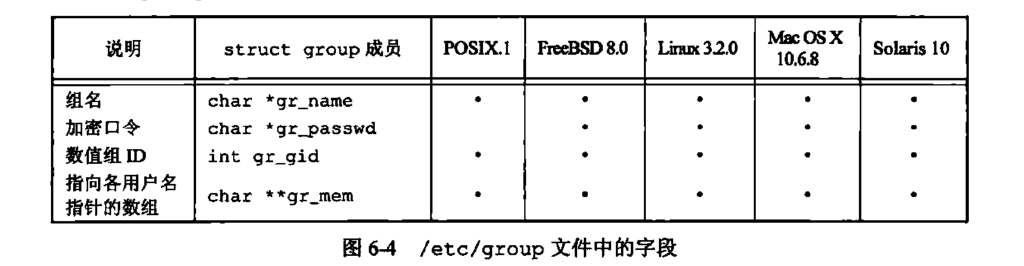 说明 struct group 成员 POSIX.1 FreeBSD 8.0 Linux 3.2.0 Mac OS X 10.6.8 Solaris 10
组名 char *gr_name • • • • •
加密口令 char *gr_passwd • • • •
数值组 ID int gr_gid • • • • •
指向各用户名
指针的数组 char **gr_mem • • • • •
图 6-4 /etc/group 文件中的字段